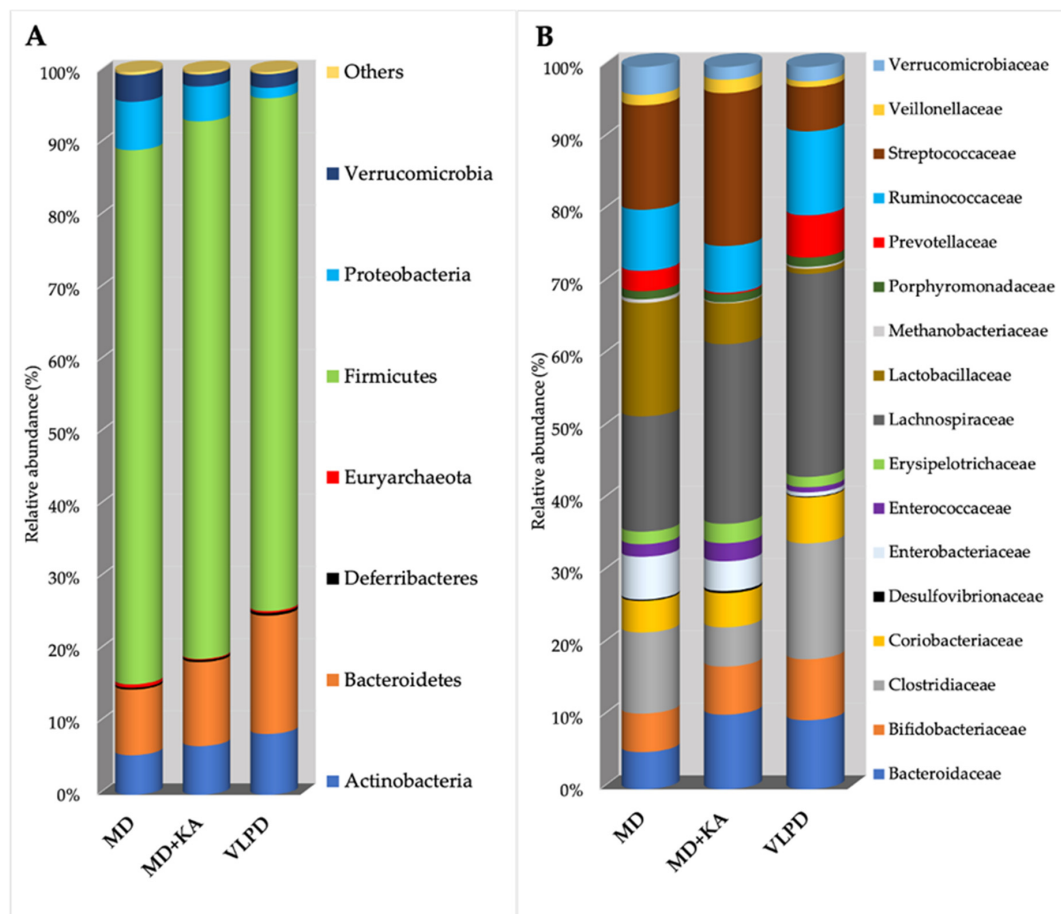 A
Relative abundance (%)
100%
90%
80%
70%
60%
50%
40%
30%
20%
10%
0%
MD
MD+KA
VLPD
Others
Verrucomicrobia
Proteobacteria
Firmicutes
Euryarchaeota
Deferribacteres
Bacteroidetes
Actinobacteria
B
Relative abundance (%)
100%
90%
80%
70%
60%
50%
40%
30%
20%
10%
0%
MD
MD+KA
VLPD
Verrucomicrobiaceae
Veillonellaceae
Streptococcaceae
Ruminococcaceae
Prevotellaceae
Porphyromonadaceae
Methanobacteriaceae
Lactobacillaceae
Lachnospiraceae
Erysipelotrichaceae
Enterococcaceae
Enterobacteriaceae
Desulfovibrionaceae
Coriobacteriaceae
Clostridiaceae
Bifidobacteriaceae
Bacteroidaceae